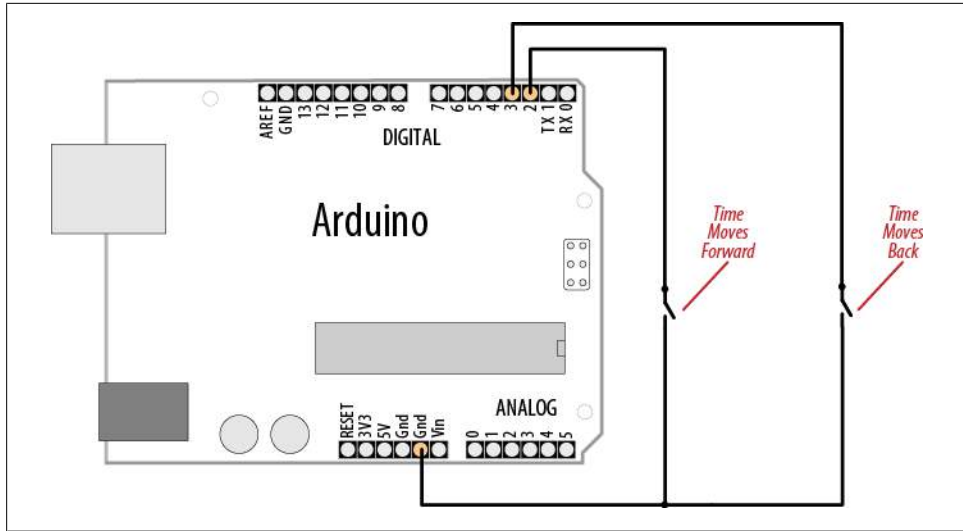 AREF
GND
13
12
11
10
9
8
7
6
5
4
3
2
TX 1
RX 0
DIGITAL
Arduino
Time
Moves
Forward
Time
Moves
Back
ANALOG
RESET
3V3
5V
Gnd
Gnd
Vin
0
1
2
3
4
5